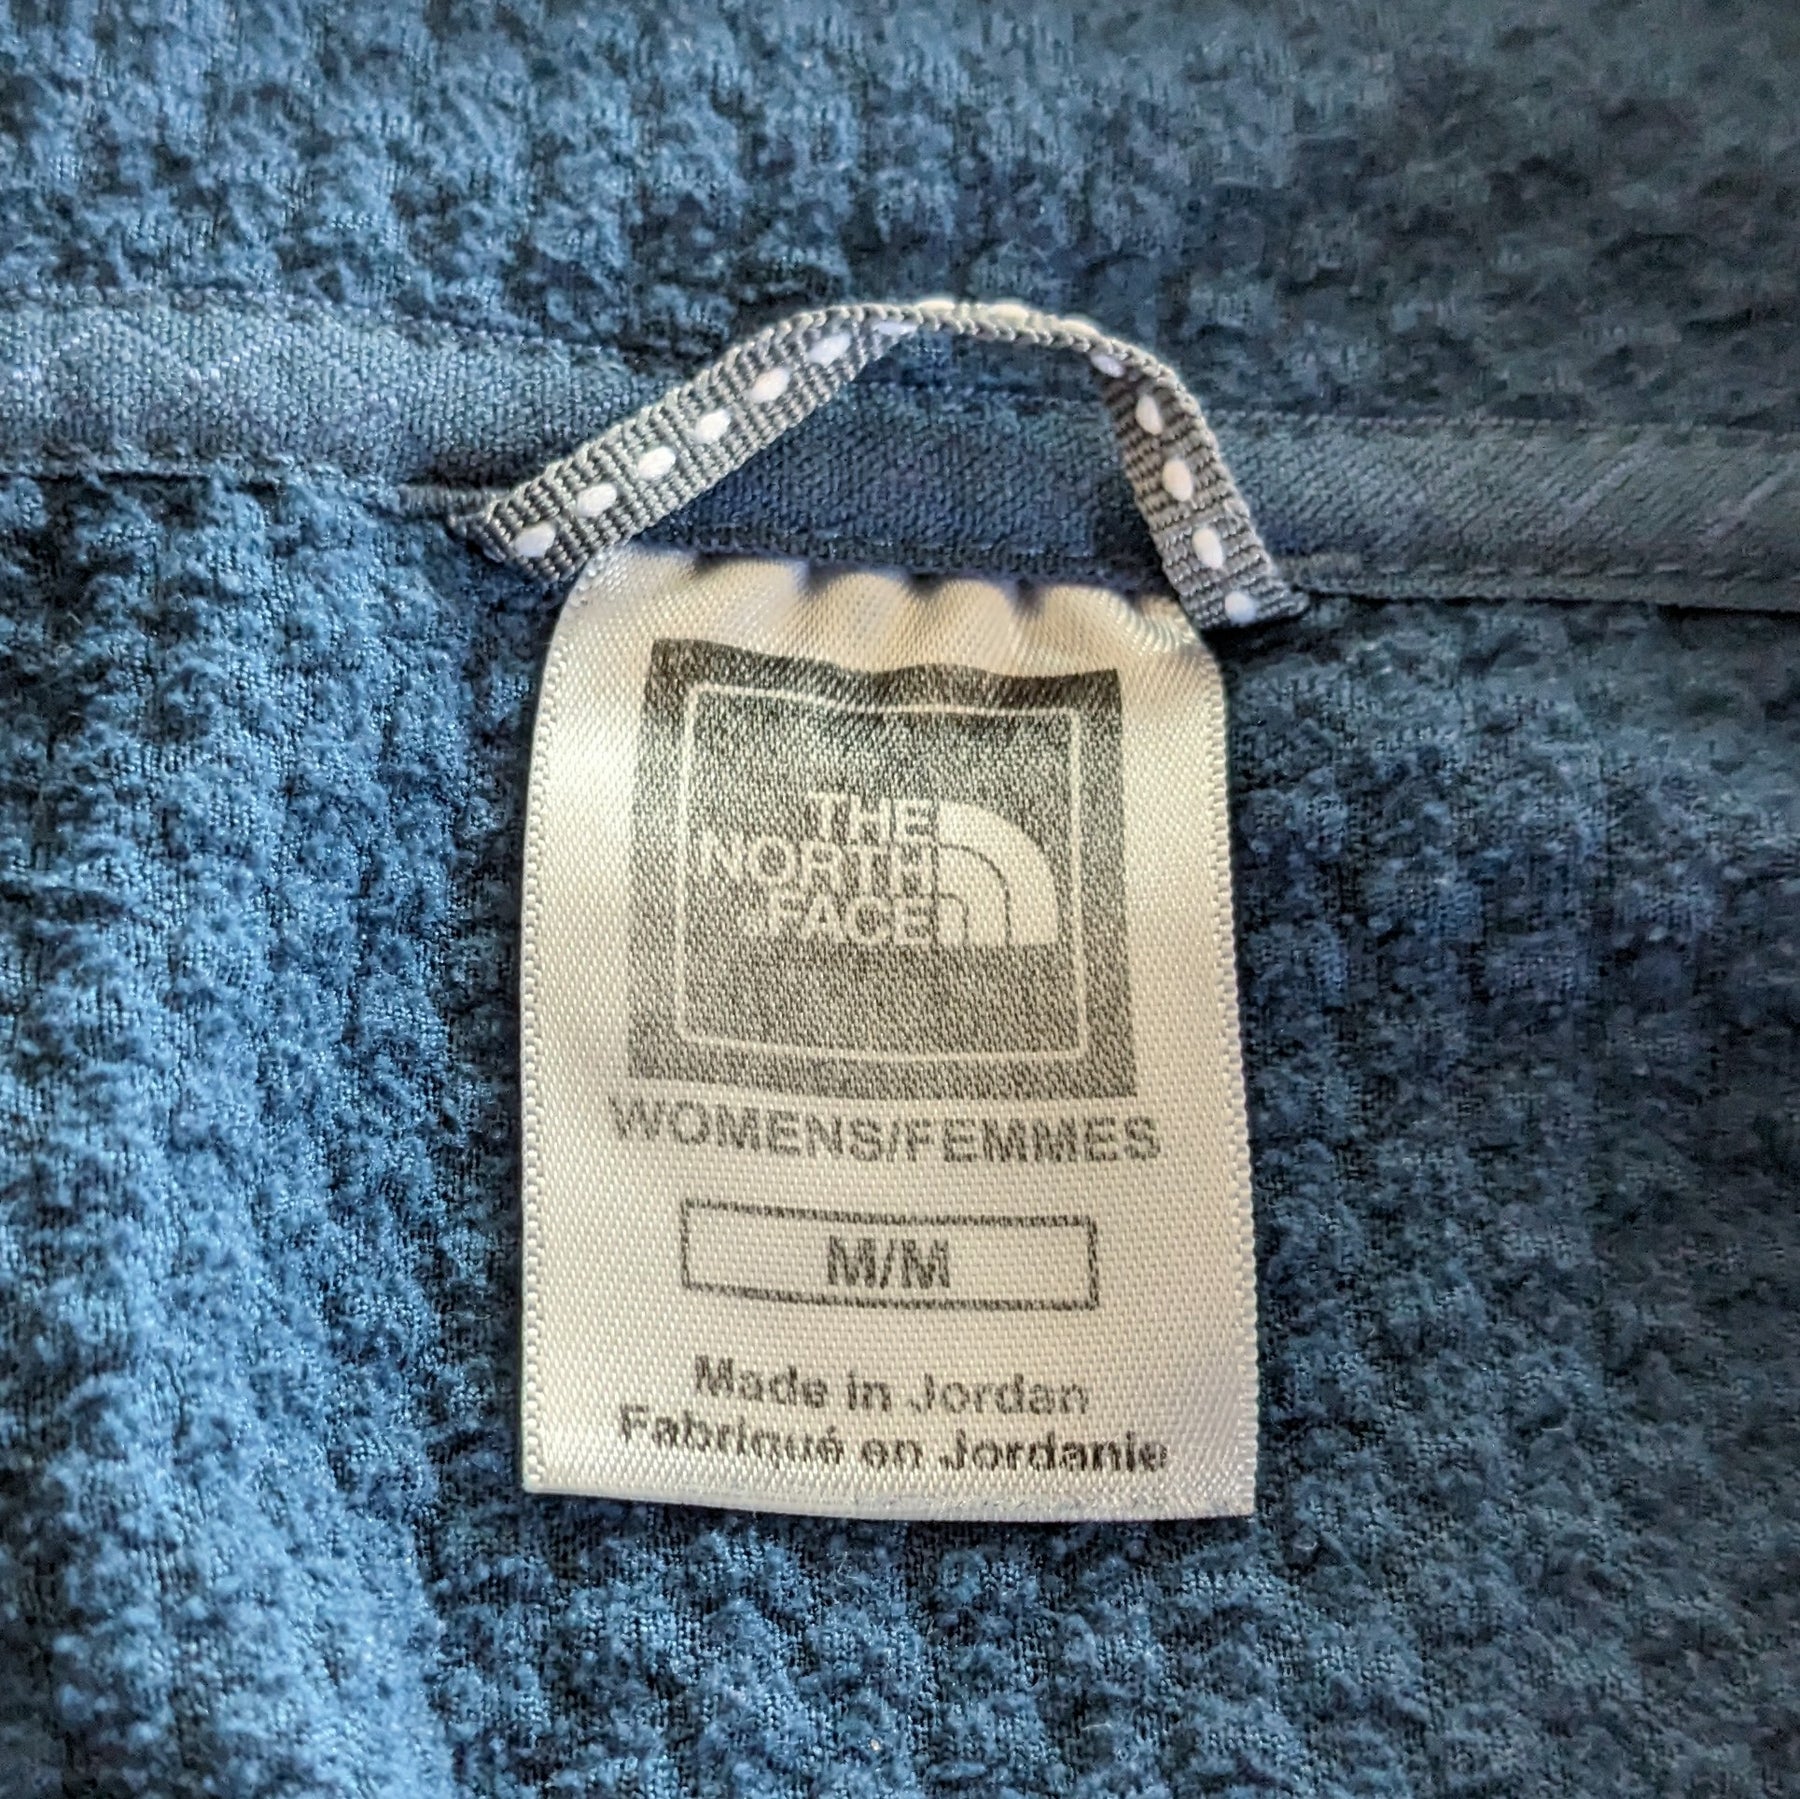 THE
NORTH
FACE
WOMENS/FEMMES
M/M
Made in Jordan
Fabriqué en Jordanie